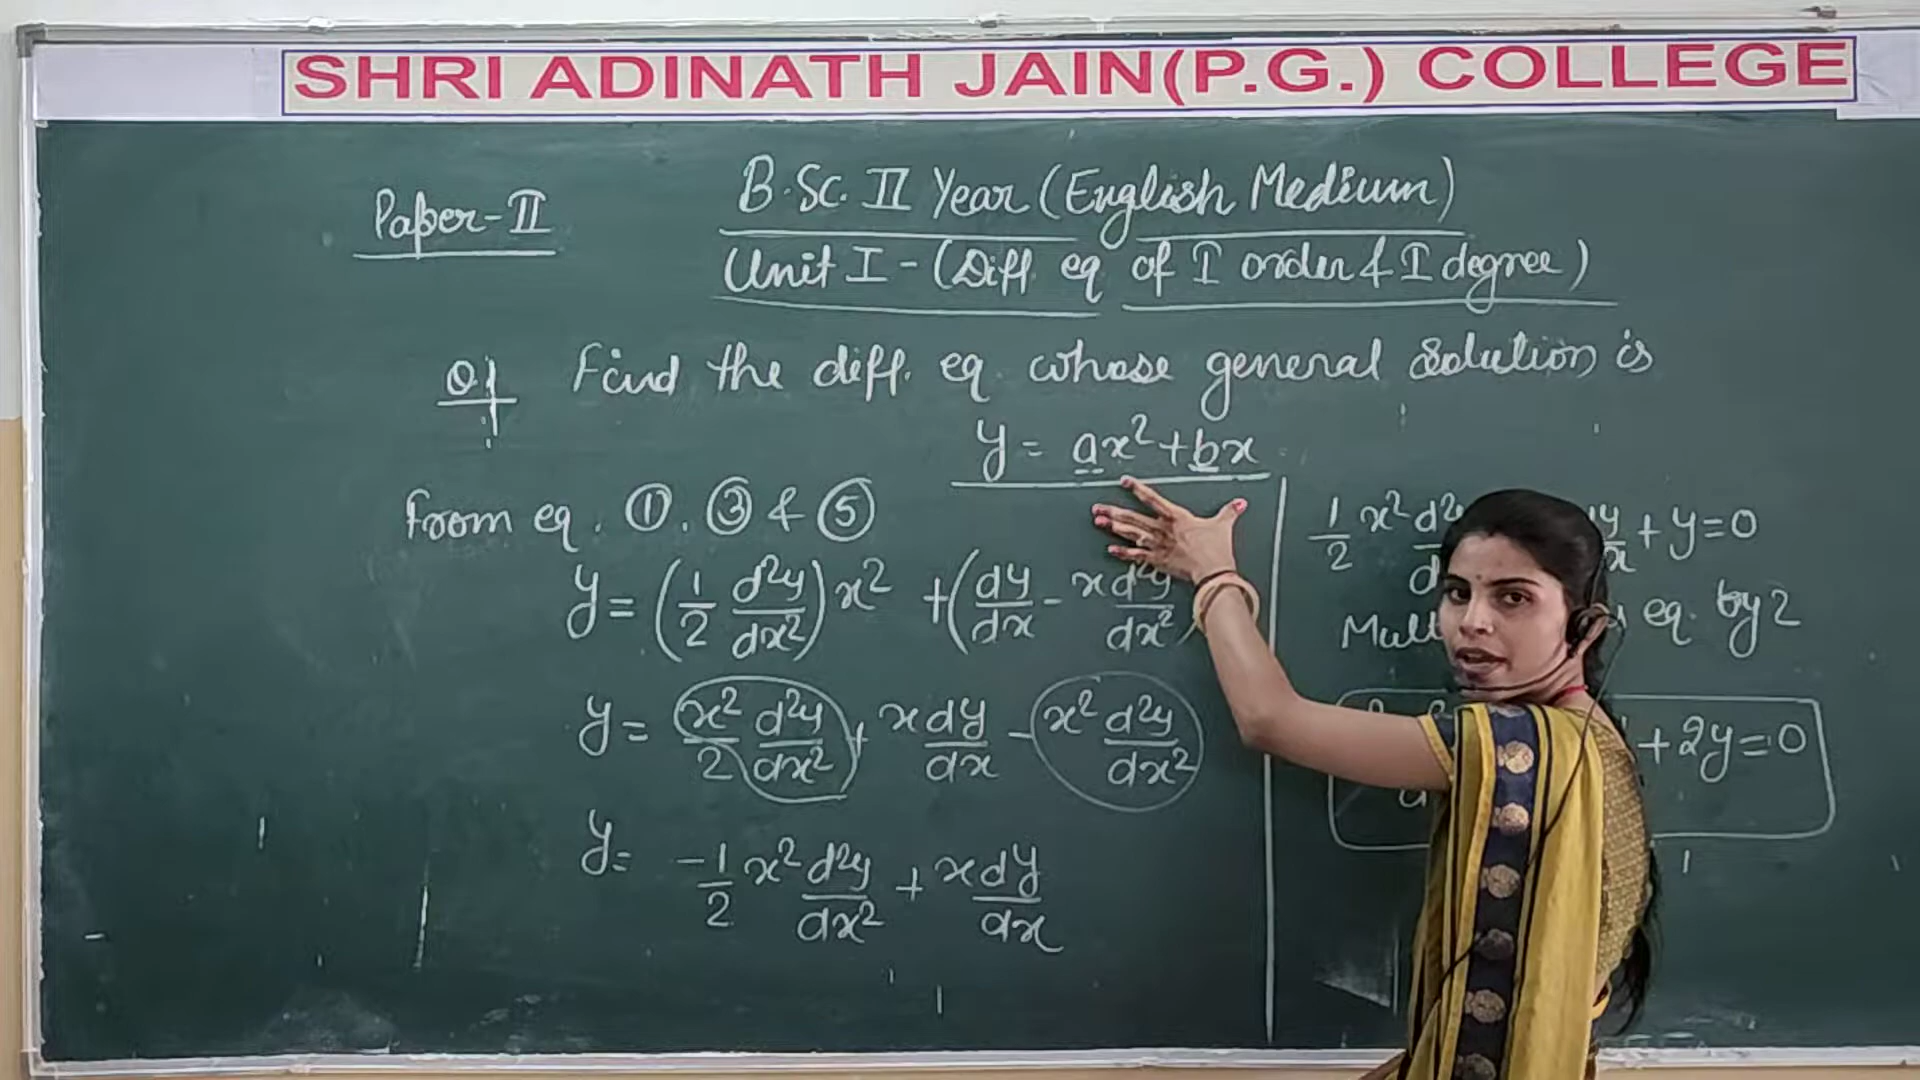 SHRI ADINATH JAIN(P.G.) COLLEGE
Paper-II
B.Sc. II Year (English Medium)
Unit I - (Diff. eq of I order & I degree)
Q.1 Find the diff. eq whose general solution is
y = ax² + bx
From eq. ①, ③ & ⑤
y = (1/2 d²y/dx²) x² + (dy/dx - x d²y/dx²
y = x²/2 d²y/dx² + x dy/dx - x² d²y/dx²
y = -1/2 x² d²y/dx² + x dy/dx
1/2 x² d²y + y = 0
eq. by 2
+ 2y = 0